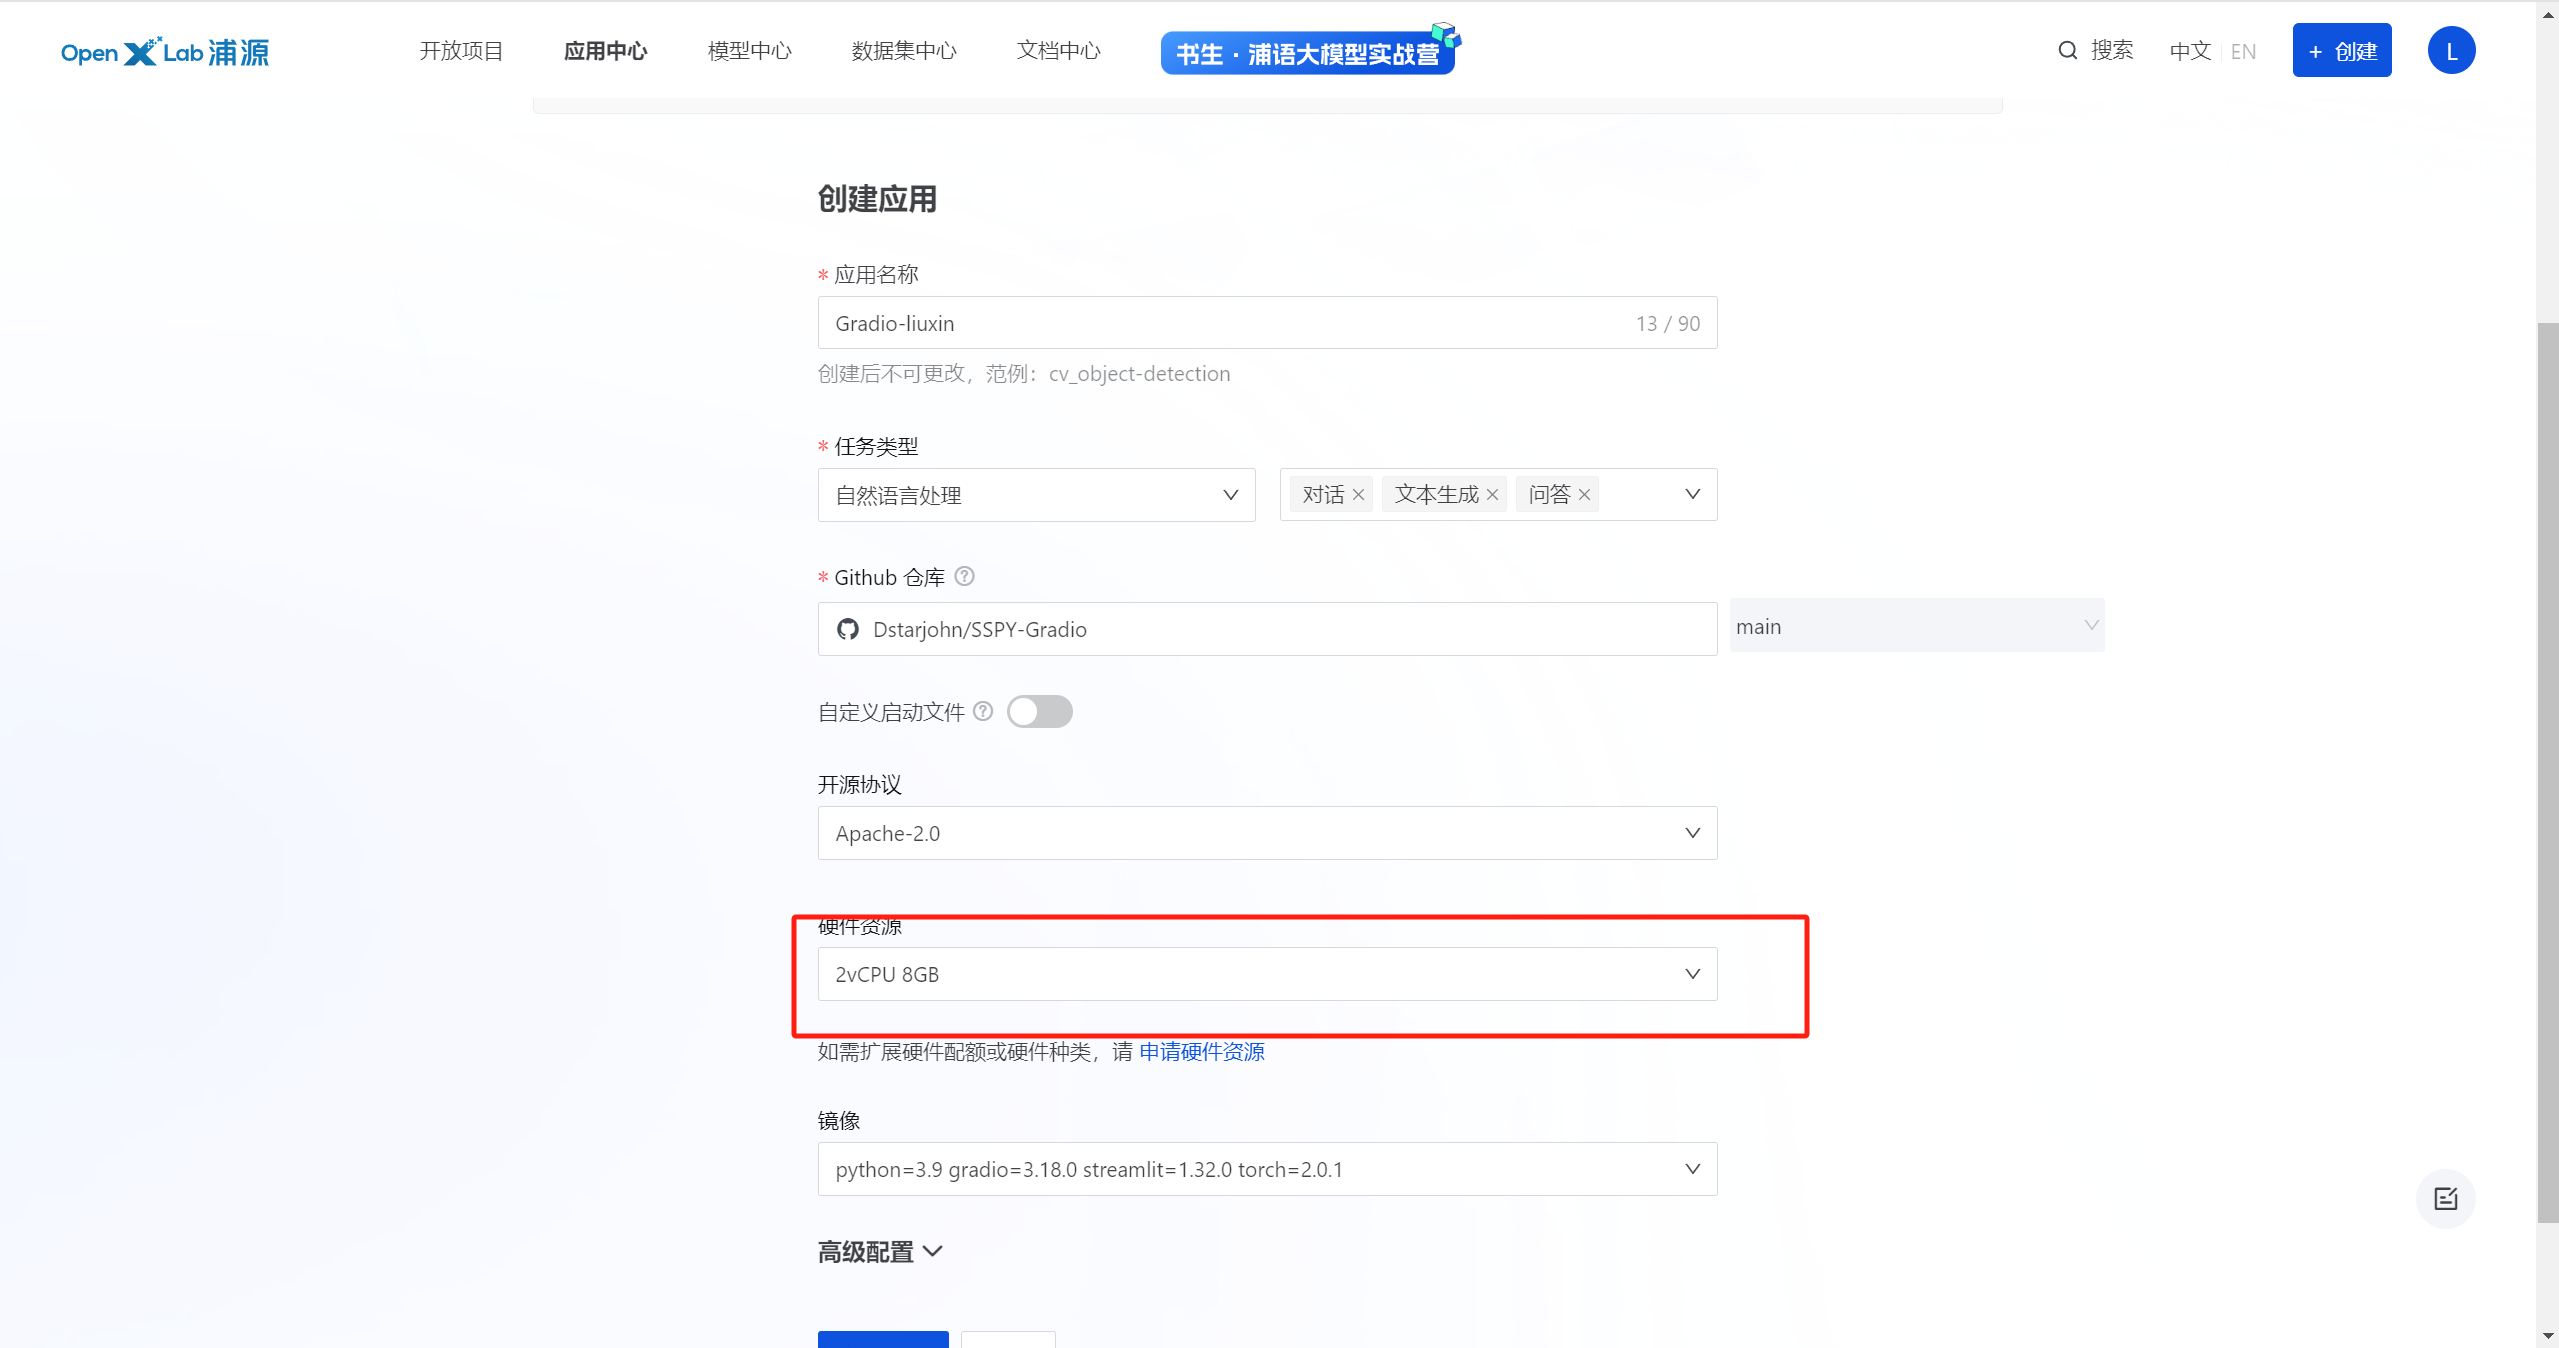 Open X Lab 浦源 开放项目 应用中心 模型中心 数据集中心 文档中心 书生·浦语大模型实战营 搜索 中文 EN + 创建 L
创建应用
* 应用名称
Gradio-liuxin 13 / 90
创建后不可更改，范例：cv_object-detection
* 任务类型
自然语言处理 对话 文本生成 问答
* Github 仓库
Dstarjohn/SSPY-Gradio main
自定义启动文件
开源协议
Apache-2.0
硬件资源
2vCPU 8GB
如需扩展硬件配额或硬件种类，请 申请硬件资源
镜像
python=3.9 gradio=3.18.0 streamlit=1.32.0 torch=2.0.1
高级配置